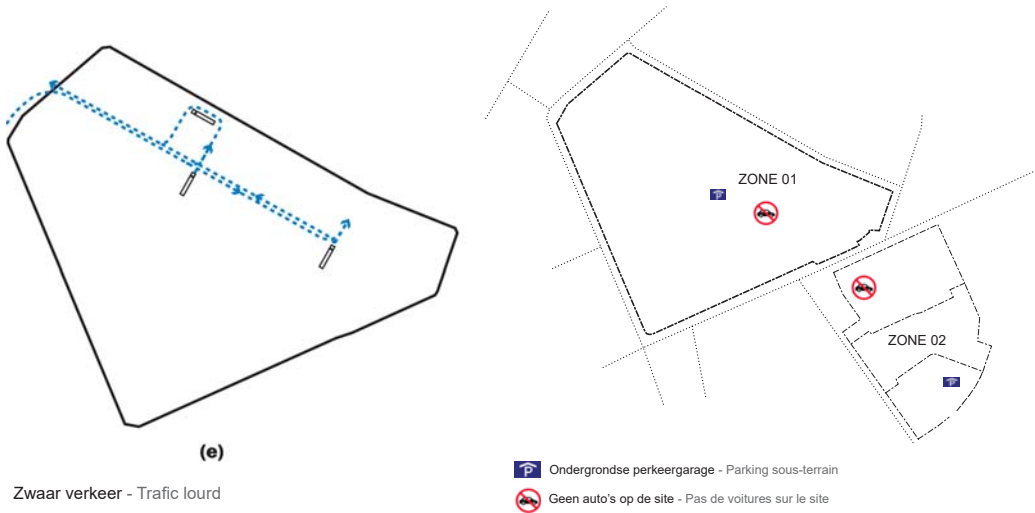 (e)
Zwaar verkeer - Trafic lourd
ZONE 01
ZONE 02
P
P
P Ondergrondse perkeergarage - Parking sous-terrain
Geen auto's op de site - Pas de voitures sur le site